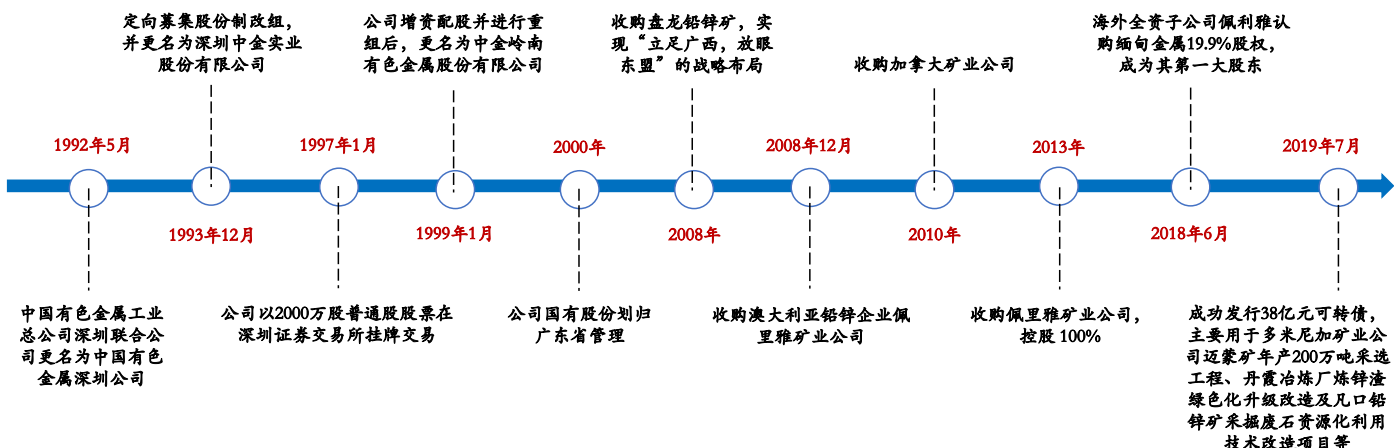 定向募集股份制改组，
并更名为深圳中金实业
股份有限公司
公司增资配股并进行重
组后，更名为中金岭南
有色金属股份有限公司
收购盘龙铅锌矿，实
现“立足广西，放眼
东盟”的战略布局
收购加拿大矿业公司
海外全资子公司佩利雅认
购缅甸金属19.9%股权，
成为其第一大股东
1992年5月
1997年1月
2000年
2008年12月
2013年
2019年7月
1993年12月
1999年1月
2008年
2010年
2018年6月
中国有色金属工业
总公司深圳联合公
司更名为中国有色
金属深圳公司
公司以2000万股普通股股票在
深圳证券交易所挂牌交易
公司国有股份划归
广东省管理
收购澳大利亚铅锌企业佩
里雅矿业公司
收购佩里雅矿业公司，
控股 100%
成功发行38亿元可转债，
主要用于多米尼加矿业公
司迈蒙矿年产200万吨采选
工程、丹霞冶炼厂炼锌渣
绿色化升级改造及凡口铅
锌矿采掘废石资源化利用
技术改造项目等